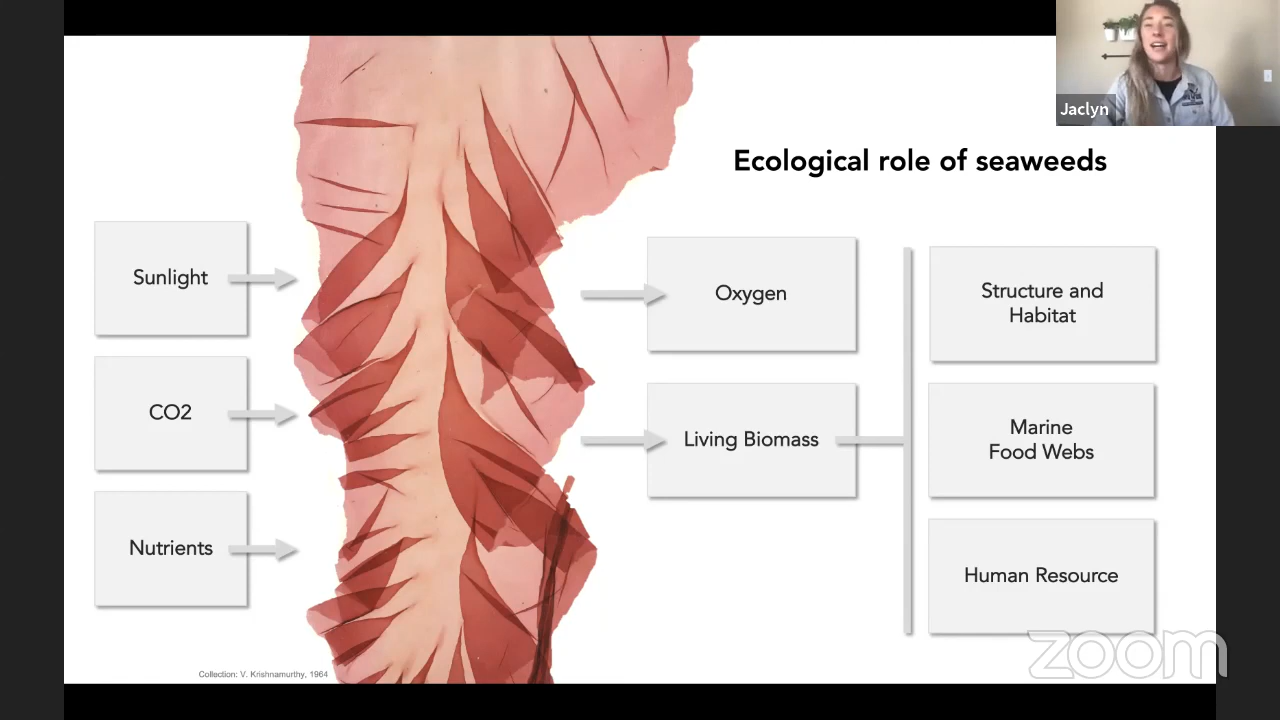 Jaclyn
Ecological role of seaweeds
Sunlight
CO2
Nutrients
Oxygen
Living Biomass
Structure and
Habitat
Marine
Food Webs
Human Resource
Collection: V. Krishnamurthy, 1964
zoom